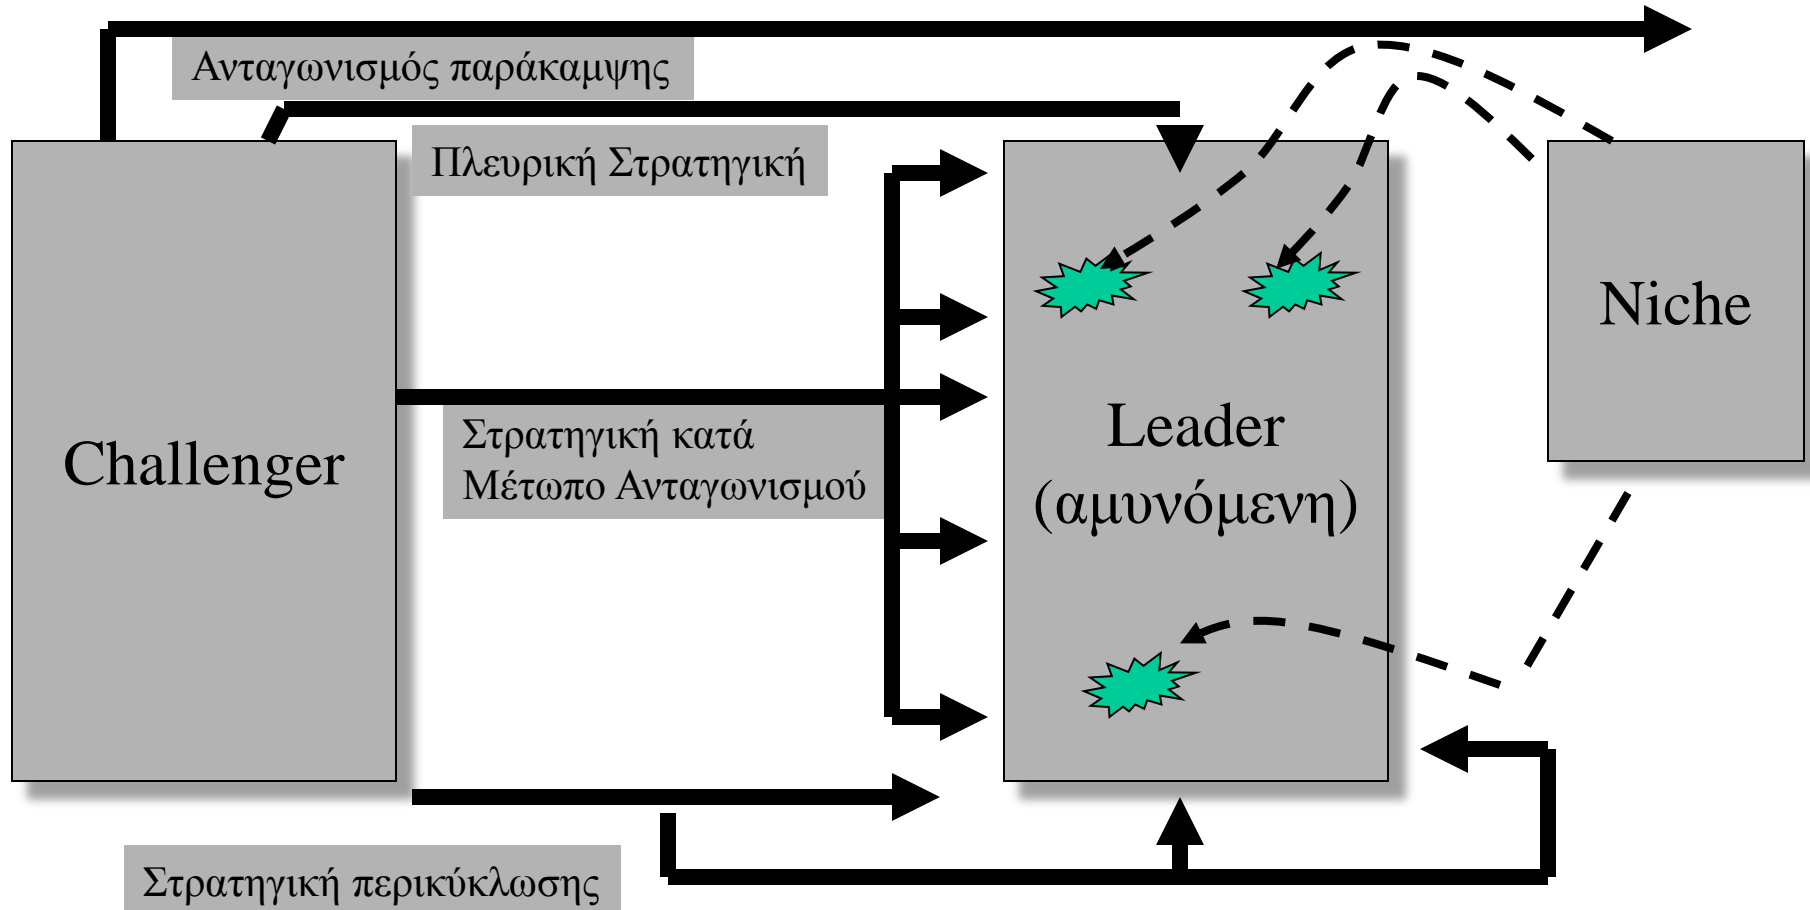 Ανταγωνισμός παράκαμψης
Πλευρική Στρατηγική
Challenger
Στρατηγική κατά
Μέτωπο Ανταγωνισμού
Leader
(αμυνόμενη)
Niche
Στρατηγική περικύκλωσης